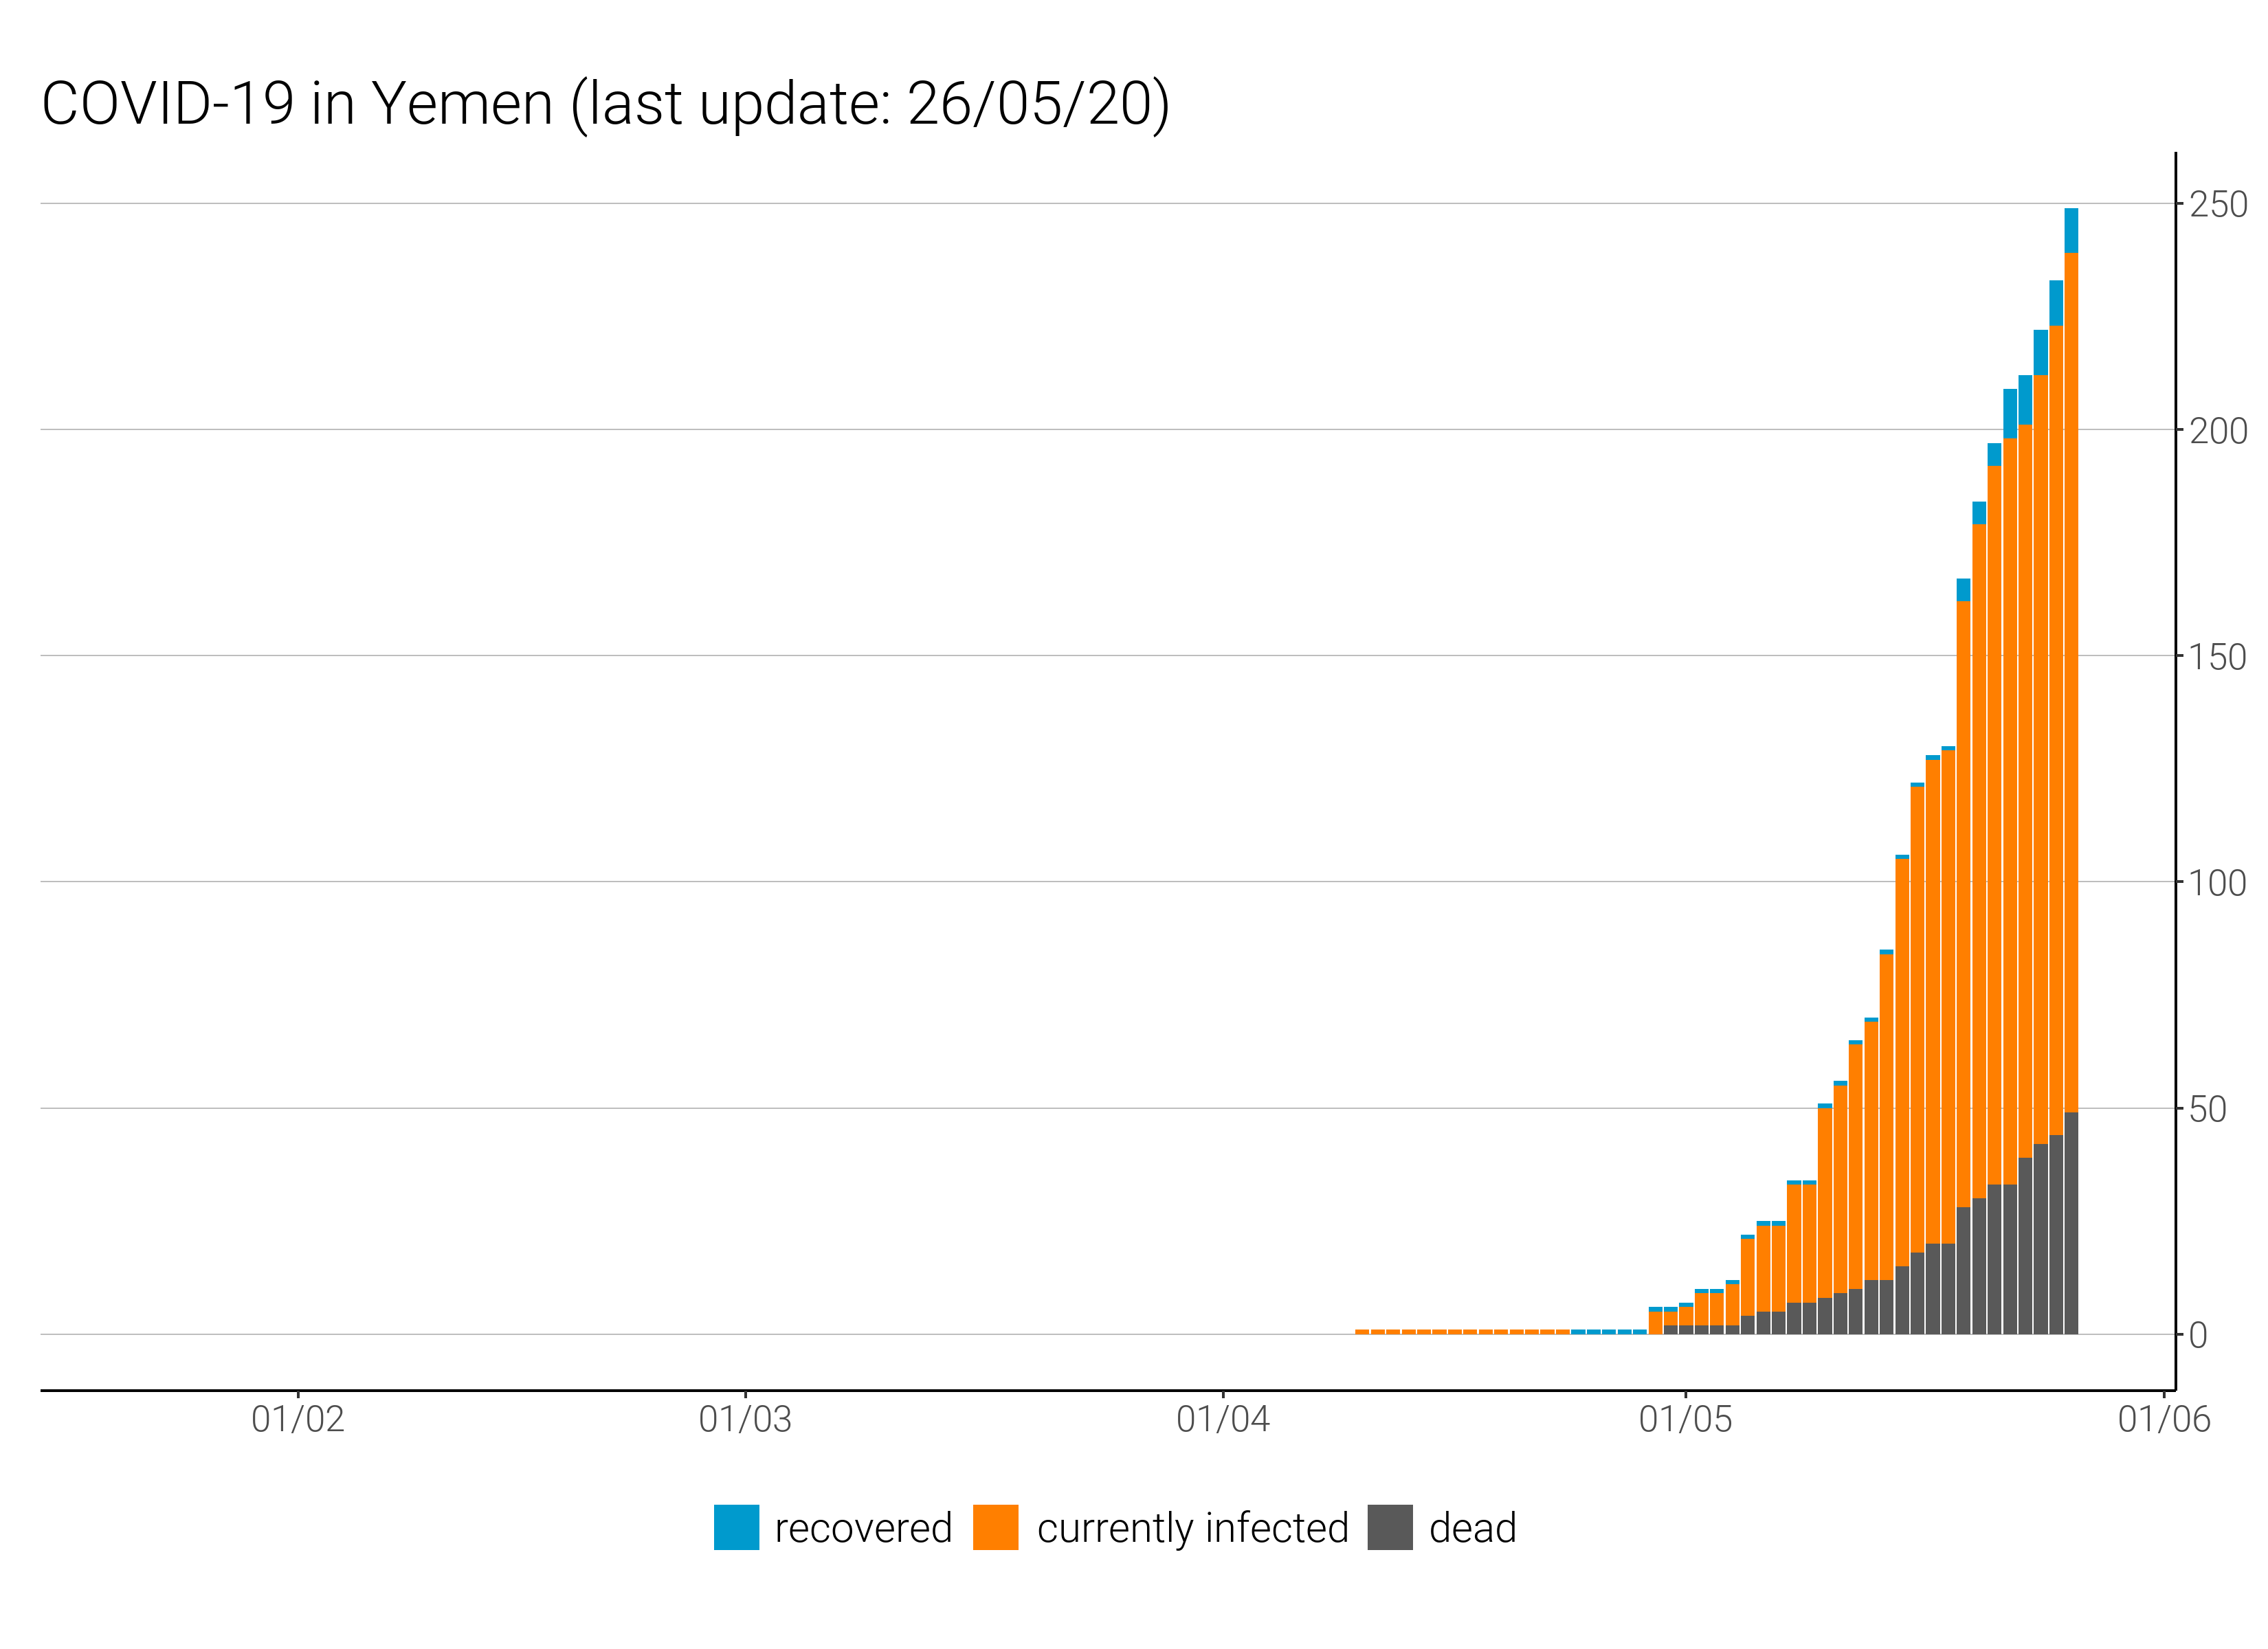 COVID-19 in Yemen (last update: 26/05/20)
250
200
150
100
50
0
01/02 01/03 01/04 01/05 01/06
recovered currently infected dead